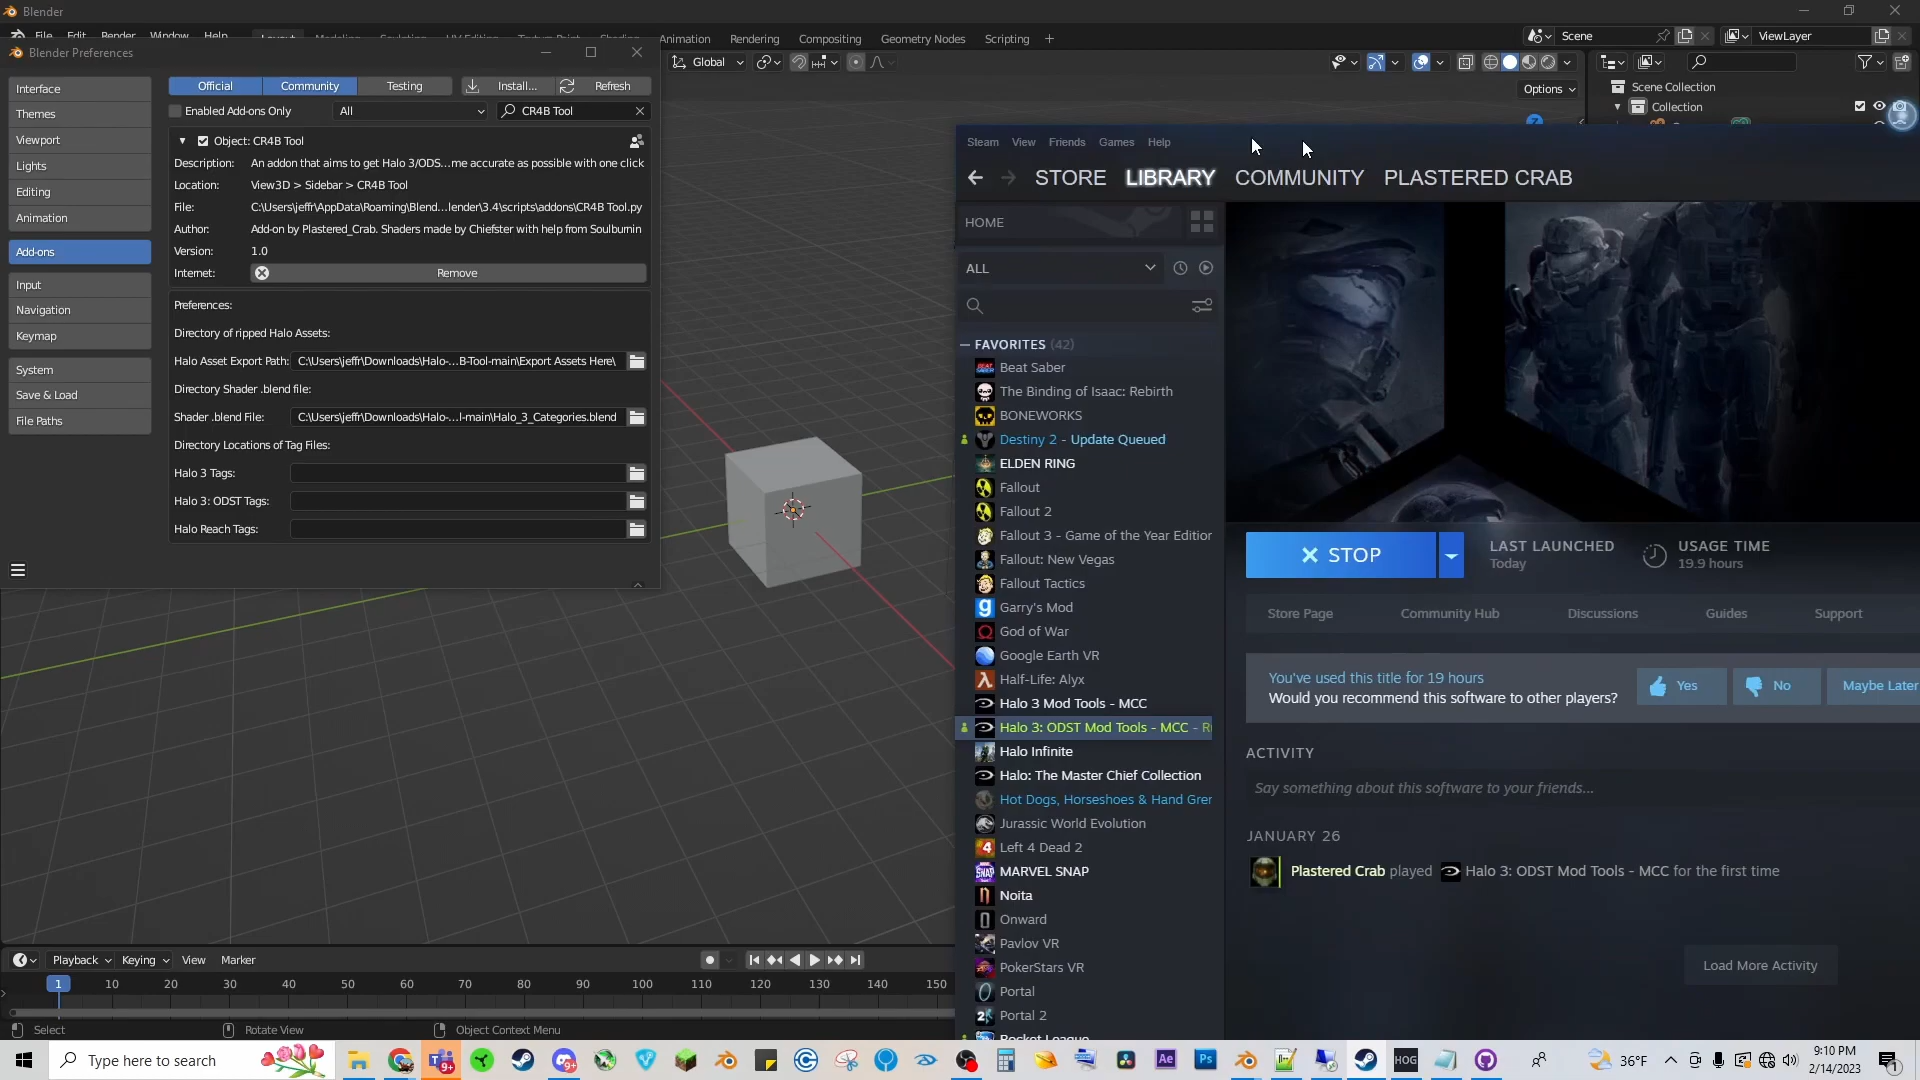 Blender
File Edit Render Window Help Layout Modeling Sculpting UV Editing Texture Paint Shading Animation Rendering Compositing Geometry Nodes Scripting +
Scene
ViewLayer
Blender Preferences
Global
Options
Scene Collection
Collection
Interface
Themes
Viewport
Lights
Editing
Animation
Add-ons
Input
Navigation
Keymap
System
Save & Load
File Paths
Official Community Testing Install... Refresh
Enabled Add-ons Only All CR4B Tool
Object: CR4B Tool
Description: An addon that aims to get Halo 3/ODS...me accurate as possible with one click
Location: View3D > Sidebar > CR4B Tool
File: C:\Users\jeffr\AppData\Roaming\Blend...lender\3.4\scripts\addons\CR4B Tool.py
Author: Add-on by Plastered_Crab. Shaders made by Chiefster with help from Soulburnin
Version: 1.0
Internet: Remove
Preferences:
Directory of ripped Halo Assets:
Halo Asset Export Path: C:\Users\jeffr\Downloads\Halo-...B-Tool-main\Export Assets Here\
Directory Shader .blend file:
Shader .blend File: C:\Users\jeffr\Downloads\Halo-...l-main\Halo_3_Categories.blend
Directory Locations of Tag Files:
Halo 3 Tags:
Halo 3: ODST Tags:
Halo Reach Tags:
Steam View Friends Games Help
STORE LIBRARY COMMUNITY PLASTERED CRAB
HOME
ALL
FAVORITES (42)
Beat Saber
The Binding of Isaac: Rebirth
BONEWORKS
Destiny 2 - Update Queued
ELDEN RING
Fallout
Fallout 2
Fallout 3 - Game of the Year Edition
Fallout: New Vegas
Fallout Tactics
Garry's Mod
God of War
Google Earth VR
Half-Life: Alyx
Halo 3 Mod Tools - MCC
Halo 3: ODST Mod Tools - MCC - R
Halo Infinite
Halo: The Master Chief Collection
Hot Dogs, Horseshoes & Hand Gren
Jurassic World Evolution
Left 4 Dead 2
MARVEL SNAP
Noita
Onward
Pavlov VR
PokerStars VR
Portal
Portal 2
Rocket League
STOP
LAST LAUNCHED
Today
USAGE TIME
19.9 hours
Store Page Community Hub Discussions Guides Support
You've used this title for 19 hours
Would you recommend this software to other players?
Yes No Maybe Later
ACTIVITY
Say something about this software to your friends...
JANUARY 26
Plastered Crab played Halo 3: ODST Mod Tools - MCC for the first time
Load More Activity
Playback Keying View Marker
1 10 20 30 40 50 60 70 80 90 100 110 120 130 140 150
Select Rotate View Object Context Menu
Type here to search
36°F
9:10 PM
2/14/2023